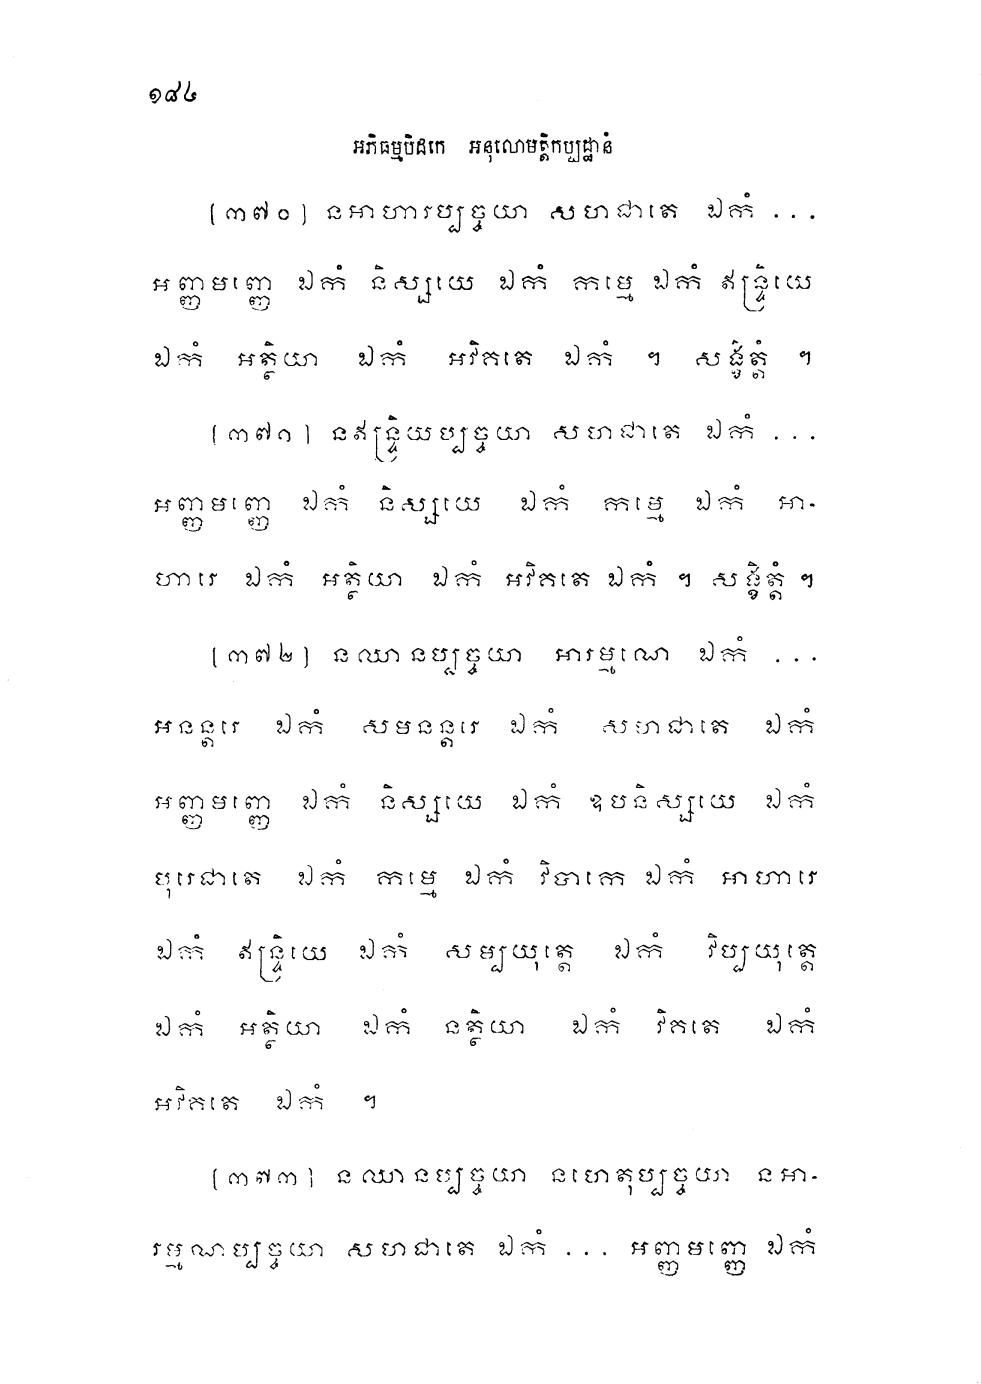 ១៨៤
អភិធម្មបិដកេ អនុលោមត្តិកប្បដ្ឋានំ
(៣៧០) នអាហារប្បច្ចយា សហជាតេ ឯកំ ...
អញ្ញមញ្ញេ ឯកំ និស្សយេ ឯកំ កម្មេ ឯកំ ឥន្ទ្រិយេ
ឯកំ អត្ថិយា ឯកំ អវិគតេ ឯកំ ។ សង្ខិត្តំ ។
(៣៧១) នឥន្ទ្រិយប្បច្ចយា សហជាតេ ឯកំ ...
អញ្ញមញ្ញេ ឯកំ និស្សយេ ឯកំ កម្មេ ឯកំ អា-
ហារេ ឯកំ អត្ថិយា ឯកំ អវិគតេ ឯកំ ។ សង្ខិត្តំ ។
(៣៧២) នឈានប្បច្ចយា អារម្មណេ ឯកំ ...
អនន្តរេ ឯកំ សមនន្តរេ ឯកំ សហជាតេ ឯកំ
អញ្ញមញ្ញេ ឯកំ និស្សយេ ឯកំ ឧបនិស្សយេ ឯកំ
បុរេជាតេ ឯកំ កម្មេ ឯកំ វិបាកេ ឯកំ អាហារេ
ឯកំ ឥន្ទ្រិយេ ឯកំ សម្បយុត្តេ ឯកំ វិប្បយុត្តេ
ឯកំ អត្ថិយា ឯកំ នត្ថិយា ឯកំ វិគតេ ឯកំ
អវិគតេ ឯកំ ។
(៣៧៣) នឈានប្បច្ចយា នហេតុប្បច្ចយា នអា-
រម្មណប្បច្ចយា សហជាតេ ឯកំ ... អញ្ញមញ្ញេ ឯកំ